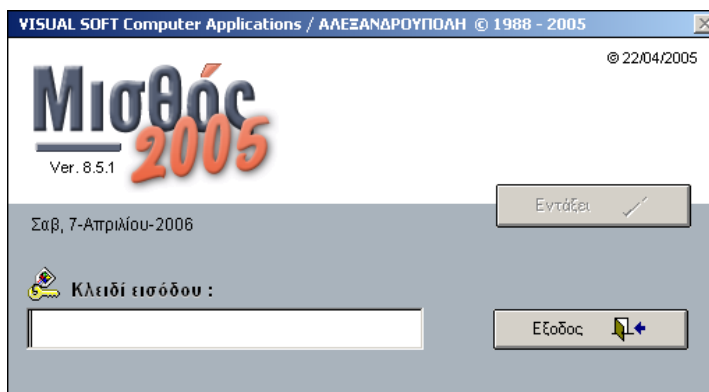 VISUAL SOFT Computer Applications / ΑΛΕΞΑΝΔΡΟΥΠΟΛΗ © 1988 - 2005
© 22/04/2005
Μισθός
2005
Ver. 8.5.1
Εντάξει
Σαβ, 7-Απριλίου-2006
Κλειδί εισόδου :
Εξοδος